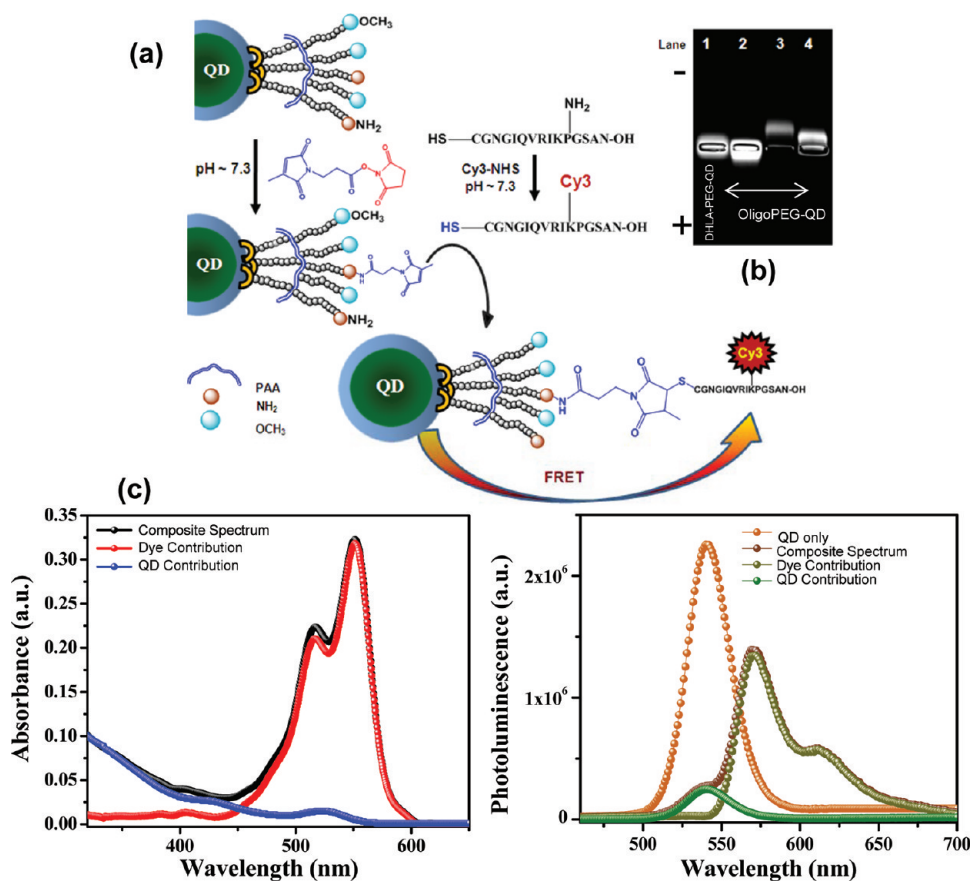 (a)
OCH3
QD
NH2
pH ~ 7.3
NH2
HS—CGNGIQVRIKPGSAN-OH
Cy3-NHS
pH ~ 7.3
Cy3
HS—CGNGIQVRIKPGSAN-OH
N
O
O
O
O
N
O
O
OCH3
QD
N
H
O
N
O
O
NH2
PAA
NH2
OCH3
QD
N
H
O
N
O
O
S
CGNGIQVRIKPGSAN-OH
Cy3
FRET
Lane 1 2 3 4
−
+
DHLA-PEG-QD
OligoPEG-QD
(b)
(c)
Absorbance (a.u.)
0.35
0.30
0.25
0.20
0.15
0.10
0.05
0.00
Composite Spectrum
Dye Contribution
QD Contribution
400 500 600
Wavelength (nm)
Photoluminescence (a.u.)
2x10^6
1x10^6
0
QD only
Composite Spectrum
Dye Contribution
QD Contribution
500 550 600 650 700
Wavelength (nm)